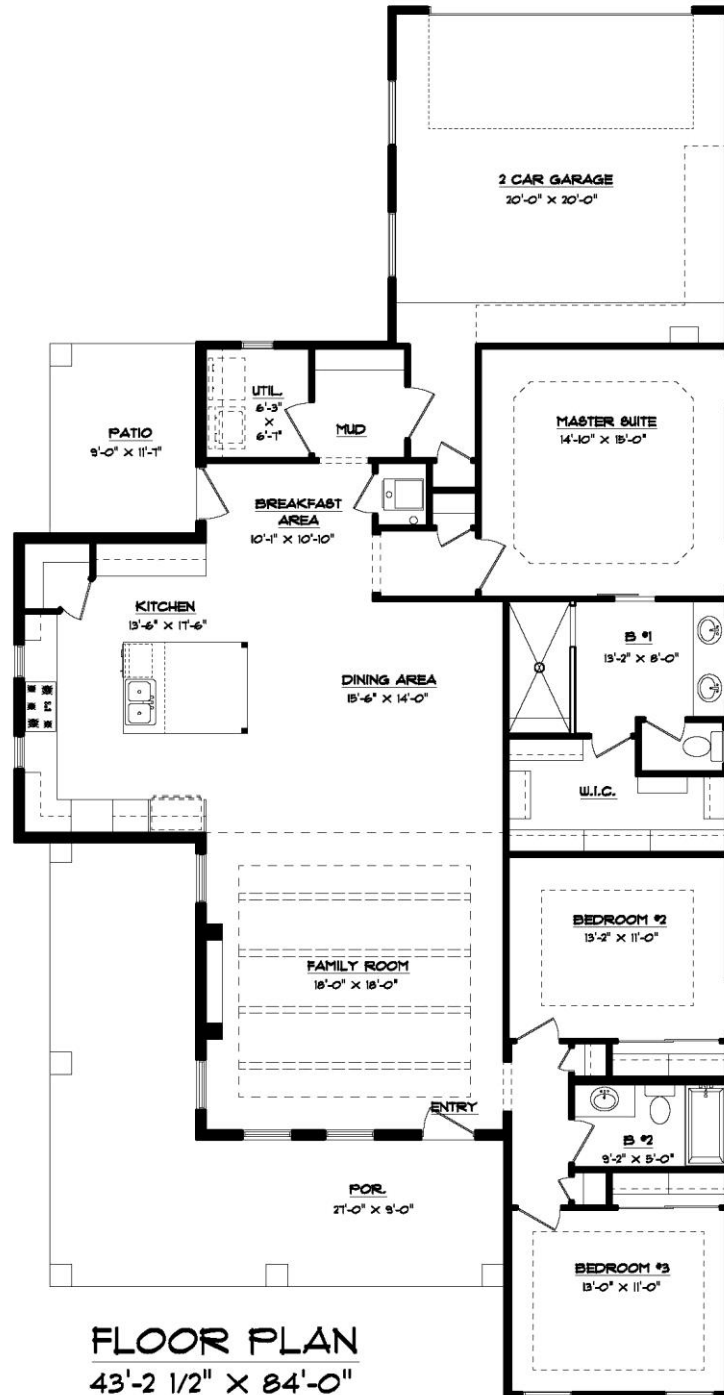 2 CAR GARAGE
20'-0" X 20'-0"
UTIL.
6'-3"
X
6'-7"
MUD
PATIO
9'-0" X 11'-7"
MASTER SUITE
14'-10" X 15'-0"
BREAKFAST
AREA
10'-1" X 10'-10"
KITCHEN
13'-6" X 17'-6"
B #1
13'-2" X 8'-0"
DINING AREA
15'-6" X 14'-0"
W.I.C.
BEDROOM #2
13'-2" X 11'-0"
FAMILY ROOM
18'-0" X 18'-0"
ENTRY
B #2
9'-2" X 5'-0"
POR.
27'-0" X 9'-0"
BEDROOM #3
13'-0" X 11'-0"
FLOOR PLAN
43'-2 1/2" X 84'-0"